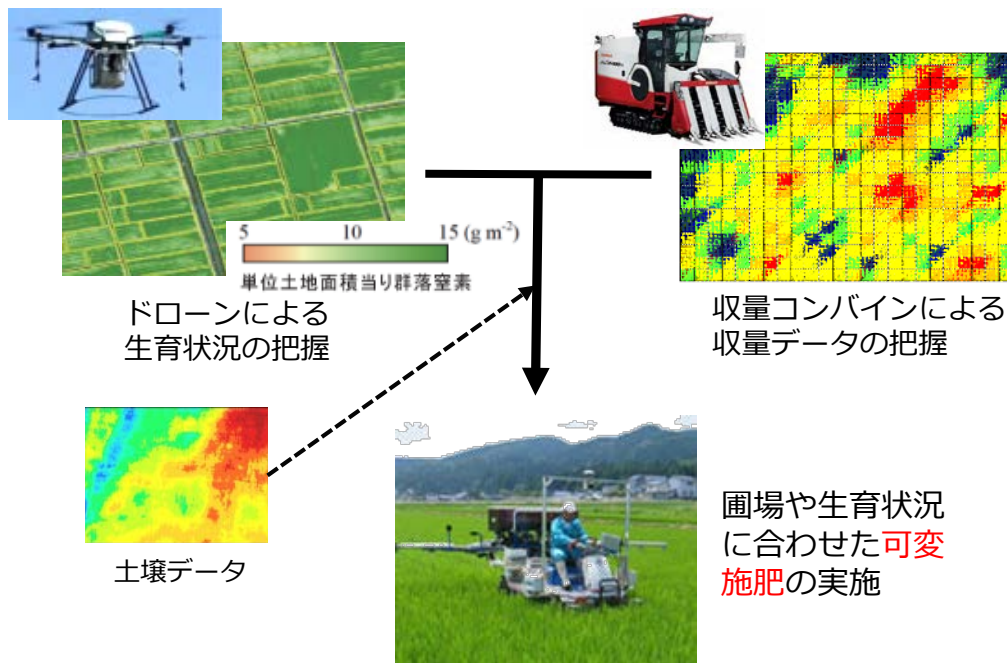 5 10 15 (g m-2)
単位土地面積当り群落窒素
ドローンによる
生育状況の把握
収量コンバインによる
収量データの把握
土壌データ
圃場や生育状況
に合わせた可変
施肥の実施